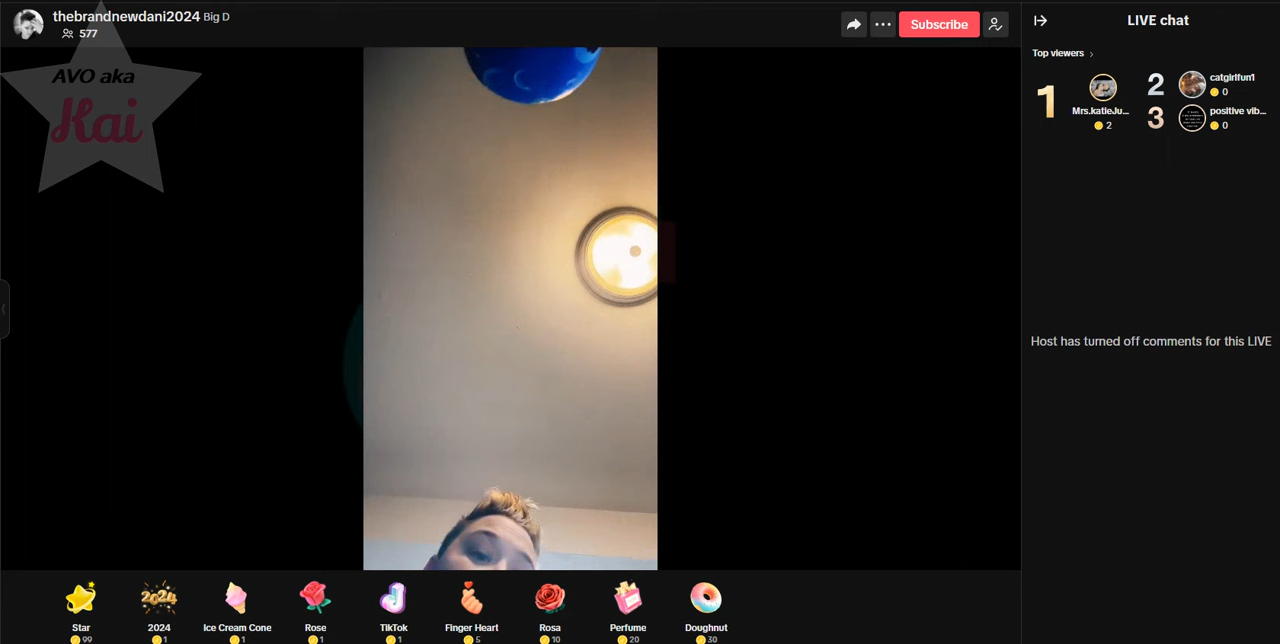 thebrandnewdani2024 Big D
577
Subscribe
AVO aka
Kai
LIVE chat
Top viewers
1
Mrs.katieJu...
2
2
catgirlfun1
0
3
positive vib...
0
Host has turned off comments for this LIVE
2024
Star
99
2024
1
Ice Cream Cone
1
Rose
1
TikTok
1
Finger Heart
5
Rosa
10
Perfume
20
Doughnut
30